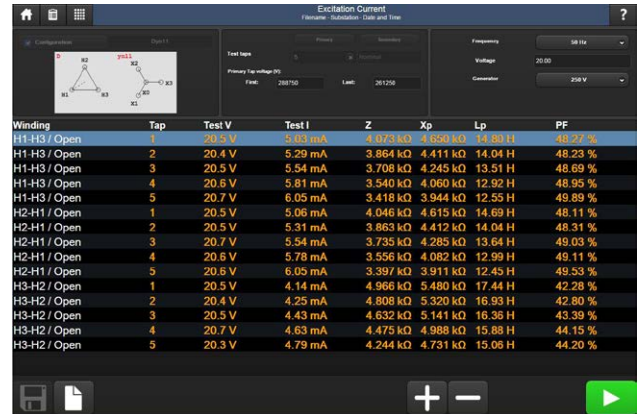 Excitation Current
Filename - Substation - Date and Time
?
Configuration Dyn11
D yn11
H2 X2
H1 H3 X3
X1
Primary Secondary
Test taps 5 Nominal
Primary Tap voltage (V):
First: 288750 Last: 261250
Frequency 50 Hz
Voltage 20.00
Generator 250 V
Winding Tap Test V Test I Z Xp Lp PF
H1-H3 / Open 1 20.5 V 5.03 mA 4.073 kΩ 4.650 kΩ 14.80 H 48.27 %
H1-H3 / Open 2 20.4 V 5.29 mA 3.864 kΩ 4.411 kΩ 14.04 H 48.23 %
H1-H3 / Open 3 20.5 V 5.54 mA 3.708 kΩ 4.245 kΩ 13.51 H 48.69 %
H1-H3 / Open 4 20.6 V 5.81 mA 3.540 kΩ 4.060 kΩ 12.92 H 48.95 %
H1-H3 / Open 5 20.7 V 6.05 mA 3.418 kΩ 3.944 kΩ 12.55 H 49.89 %
H2-H1 / Open 1 20.5 V 5.06 mA 4.046 kΩ 4.615 kΩ 14.69 H 48.11 %
H2-H1 / Open 2 20.5 V 5.31 mA 3.863 kΩ 4.412 kΩ 14.04 H 48.31 %
H2-H1 / Open 3 20.7 V 5.54 mA 3.735 kΩ 4.285 kΩ 13.64 H 49.03 %
H2-H1 / Open 4 20.6 V 5.78 mA 3.556 kΩ 4.082 kΩ 12.99 H 49.11 %
H2-H1 / Open 5 20.6 V 6.05 mA 3.397 kΩ 3.911 kΩ 12.45 H 49.53 %
H3-H2 / Open 1 20.5 V 4.14 mA 4.966 kΩ 5.480 kΩ 17.44 H 42.28 %
H3-H2 / Open 2 20.4 V 4.25 mA 4.808 kΩ 5.320 kΩ 16.93 H 42.80 %
H3-H2 / Open 3 20.5 V 4.43 mA 4.632 kΩ 5.141 kΩ 16.36 H 43.39 %
H3-H2 / Open 4 20.7 V 4.63 mA 4.475 kΩ 4.988 kΩ 15.88 H 44.15 %
H3-H2 / Open 5 20.3 V 4.79 mA 4.244 kΩ 4.731 kΩ 15.06 H 44.20 %